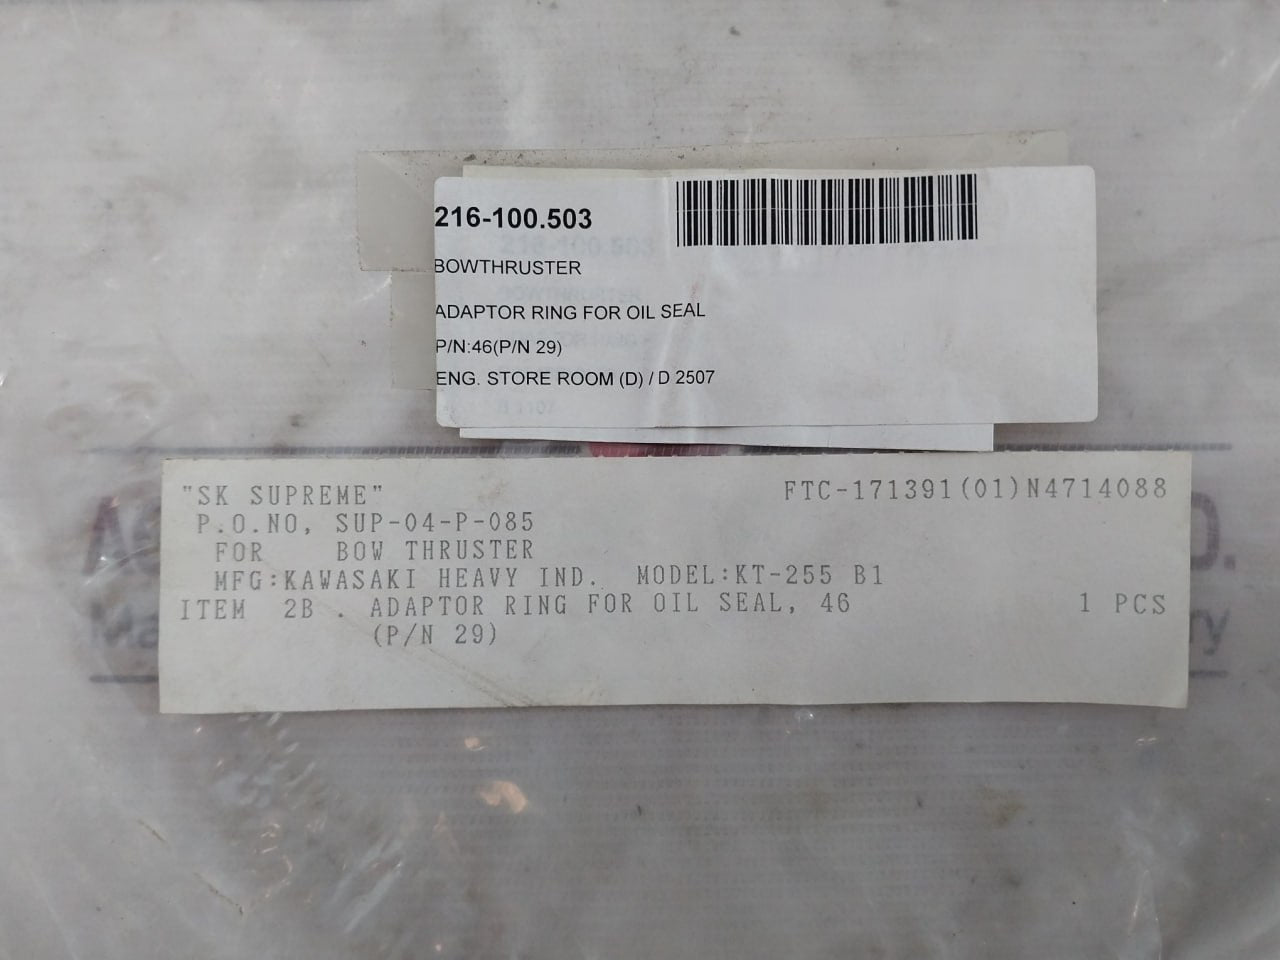 216-100.503
BOWTHRUSTER
ADAPTOR RING FOR OIL SEAL
P/N:46(P/N 29)
ENG. STORE ROOM (D) / D 2507
"SK SUPREME" FTC-171391(01)N4714088
P.O.NO, SUP-04-P-085
FOR BOW THRUSTER
MFG:KAWASAKI HEAVY IND. MODEL:KT-255 B1
ITEM 2B . ADAPTOR RING FOR OIL SEAL, 46 1 PCS
(P/N 29)